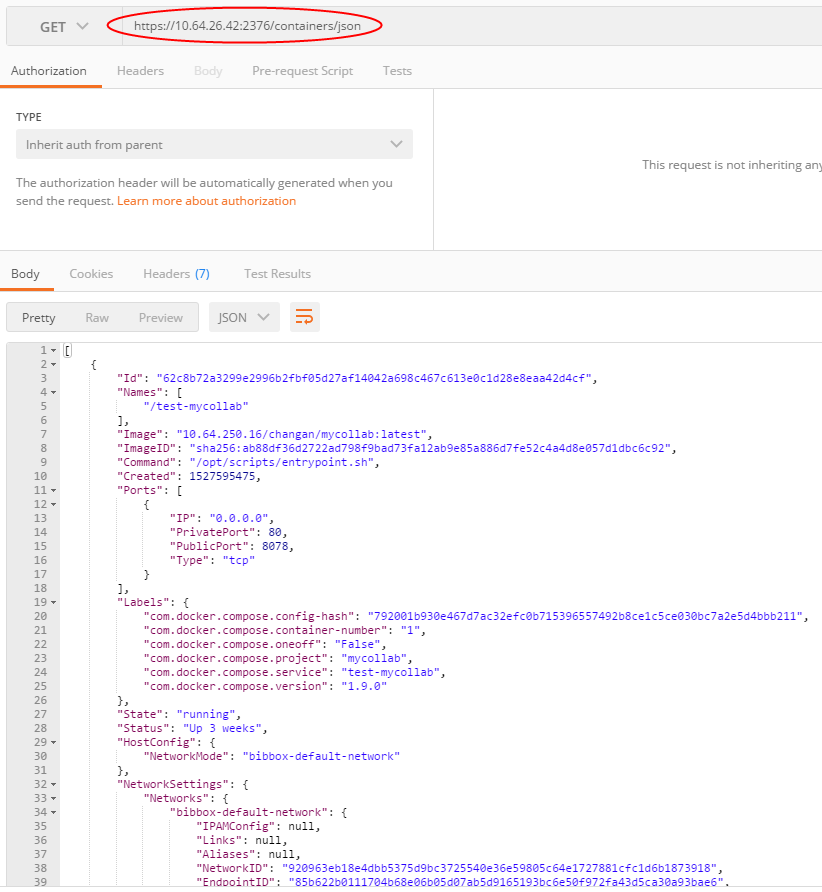 GET https://10.64.26.42:2376/containers/json
Authorization Headers Body Pre-request Script Tests
TYPE
Inherit auth from parent
This request is not inheriting any
The authorization header will be automatically generated when you
send the request. Learn more about authorization
Body Cookies Headers (7) Test Results
Pretty Raw Preview JSON
1 [
2 {
3 "Id": "62c8b72a3299e2996b2fbf05d27af14042a698c467c613e0c1d28e8eaa42d4cf",
4 "Names": [
5 "/test-mycollab"
6 ],
7 "Image": "10.64.250.16/changan/mycollab:latest",
8 "ImageID": "sha256:ab88df36d2722ad798f9bad73fa12ab9e85a886d7fe52c4a4d8e057d1dbc6c92",
9 "Command": "/opt/scripts/entrypoint.sh",
10 "Created": 1527595475,
11 "Ports": [
12 {
13 "IP": "0.0.0.0",
14 "PrivatePort": 80,
15 "PublicPort": 8078,
16 "Type": "tcp"
17 }
18 ],
19 "Labels": {
20 "com.docker.compose.config-hash": "792001b930e467d7ac32efc0b715396557492b8ce1c5ce030bc7a2e5d4bbb211",
21 "com.docker.compose.container-number": "1",
22 "com.docker.compose.oneoff": "False",
23 "com.docker.compose.project": "mycollab",
24 "com.docker.compose.service": "test-mycollab",
25 "com.docker.compose.version": "1.9.0"
26 },
27 "State": "running",
28 "Status": "Up 3 weeks",
29 "HostConfig": {
30 "NetworkMode": "bibbox-default-network"
31 },
32 "NetworkSettings": {
33 "Networks": {
34 "bibbox-default-network": {
35 "IPAMConfig": null,
36 "Links": null,
37 "Aliases": null,
38 "NetworkID": "920963eb18e4dbb5375d9bc3725540e36e59805c64e1727881cfc1d6b1873918",
39 "EndpointID": "85b622b0111704b68e06b05d07ab5d9165193bc6e50f972fa43d5ca30a93bae6",